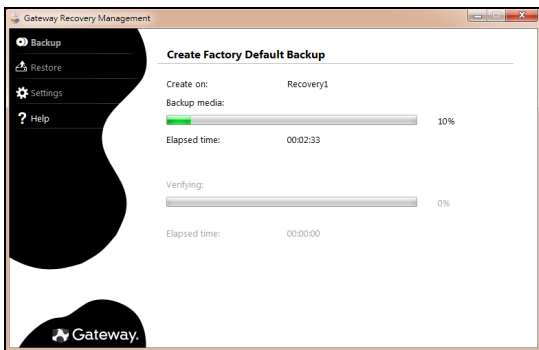 Gateway Recovery Management
Backup
Restore
Settings
? Help
Create Factory Default Backup
Create on: Recovery1
Backup media:
10%
Elapsed time: 00:02:33
Verifying:
0%
Elapsed time: 00:00:00
Gateway.